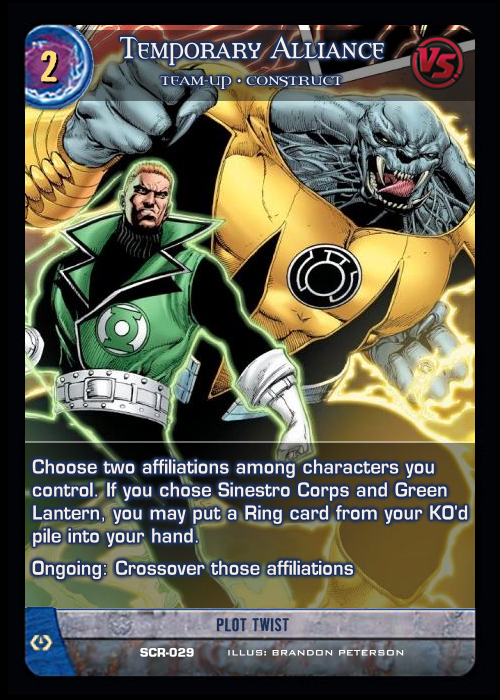 2
TEMPORARY ALLIANCE
VS.
TEAM-UP • CONSTRUCT
Choose two affiliations among characters you
control. If you chose Sinestro Corps and Green
Lantern, you may put a Ring card from your KO'd
pile into your hand.
Ongoing: Crossover those affiliations
PLOT TWIST
SCR-029 ILLUS: BRANDON PETERSON